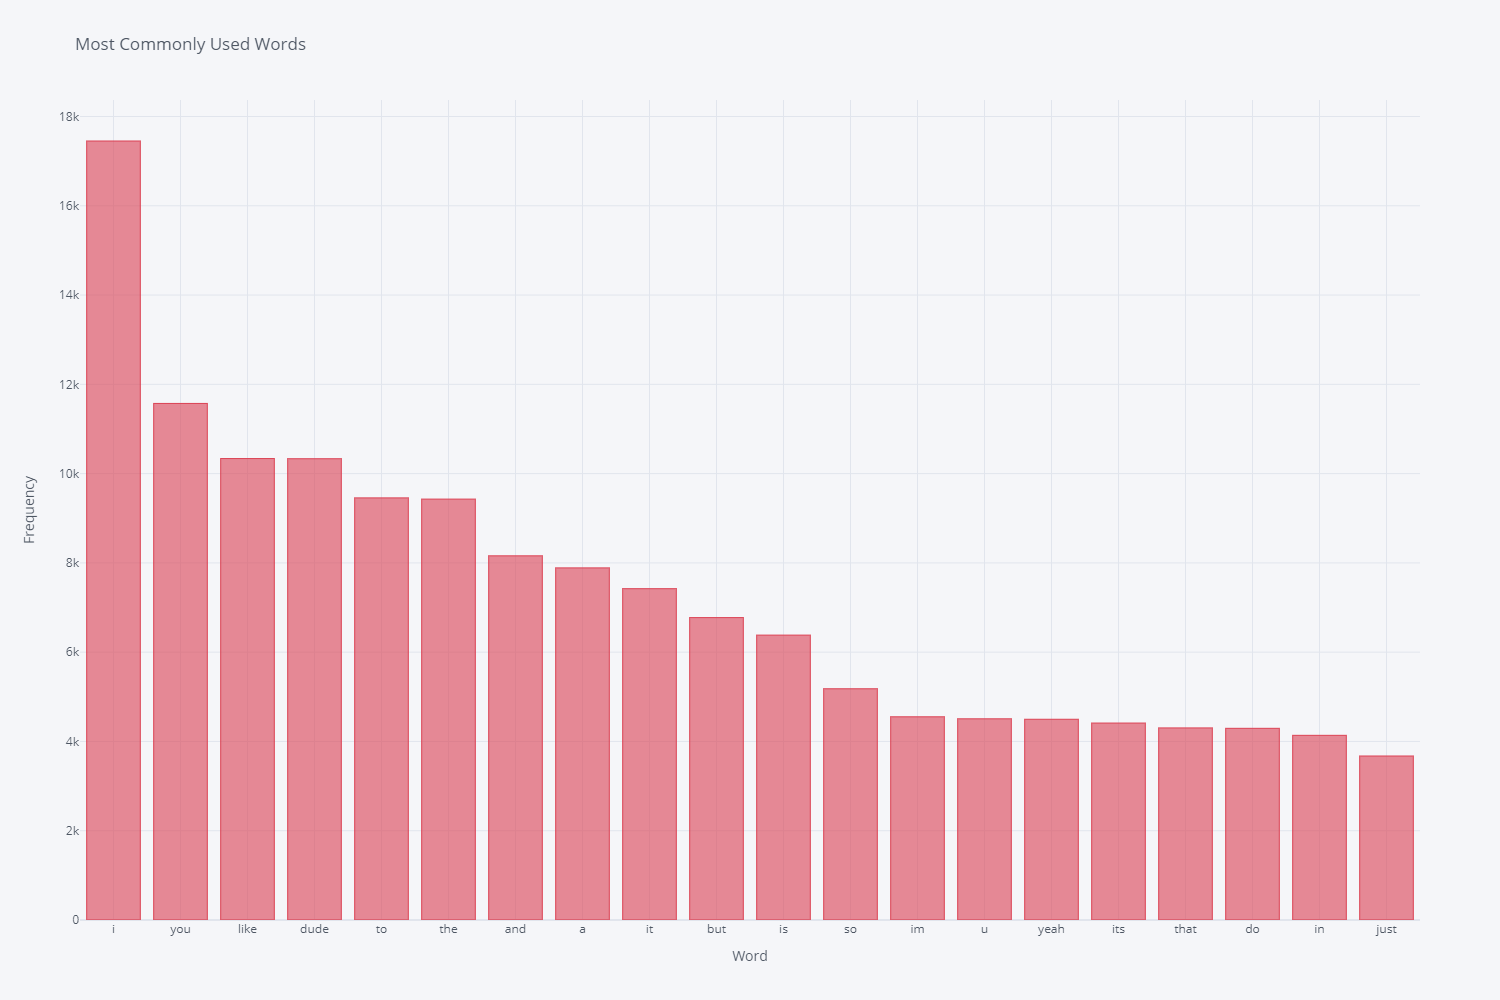 Most Commonly Used Words
18k
16k
14k
12k
10k
8k
6k
4k
2k
0
Frequency
i you like dude to the and a it but is so im u yeah its that do in just
Word